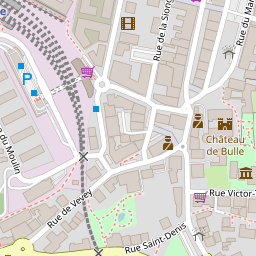 Rue de la Sionge
Rue du Ma
P
Château
de Bulle
Rue Victor-
Rue de Vevey
Rue Saint-Denis
e du Moulin